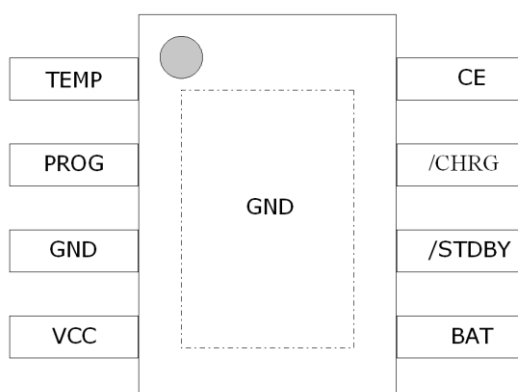 TEMP
CE
PROG
/CHRG
GND
GND
/STDBY
VCC
BAT